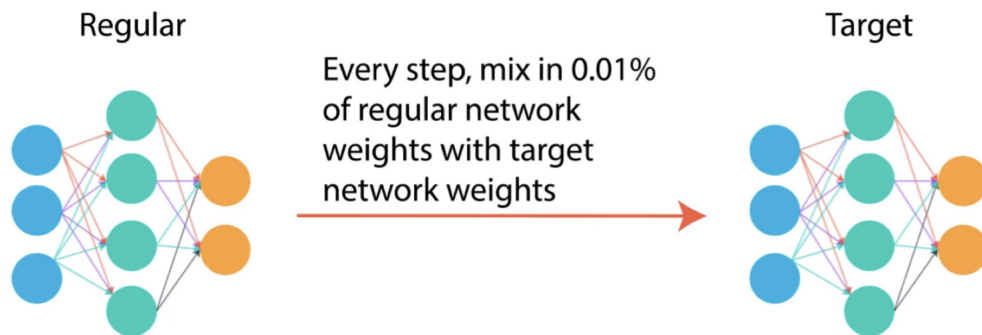 Regular
Target
Every step, mix in 0.01%
of regular network
weights with target
network weights